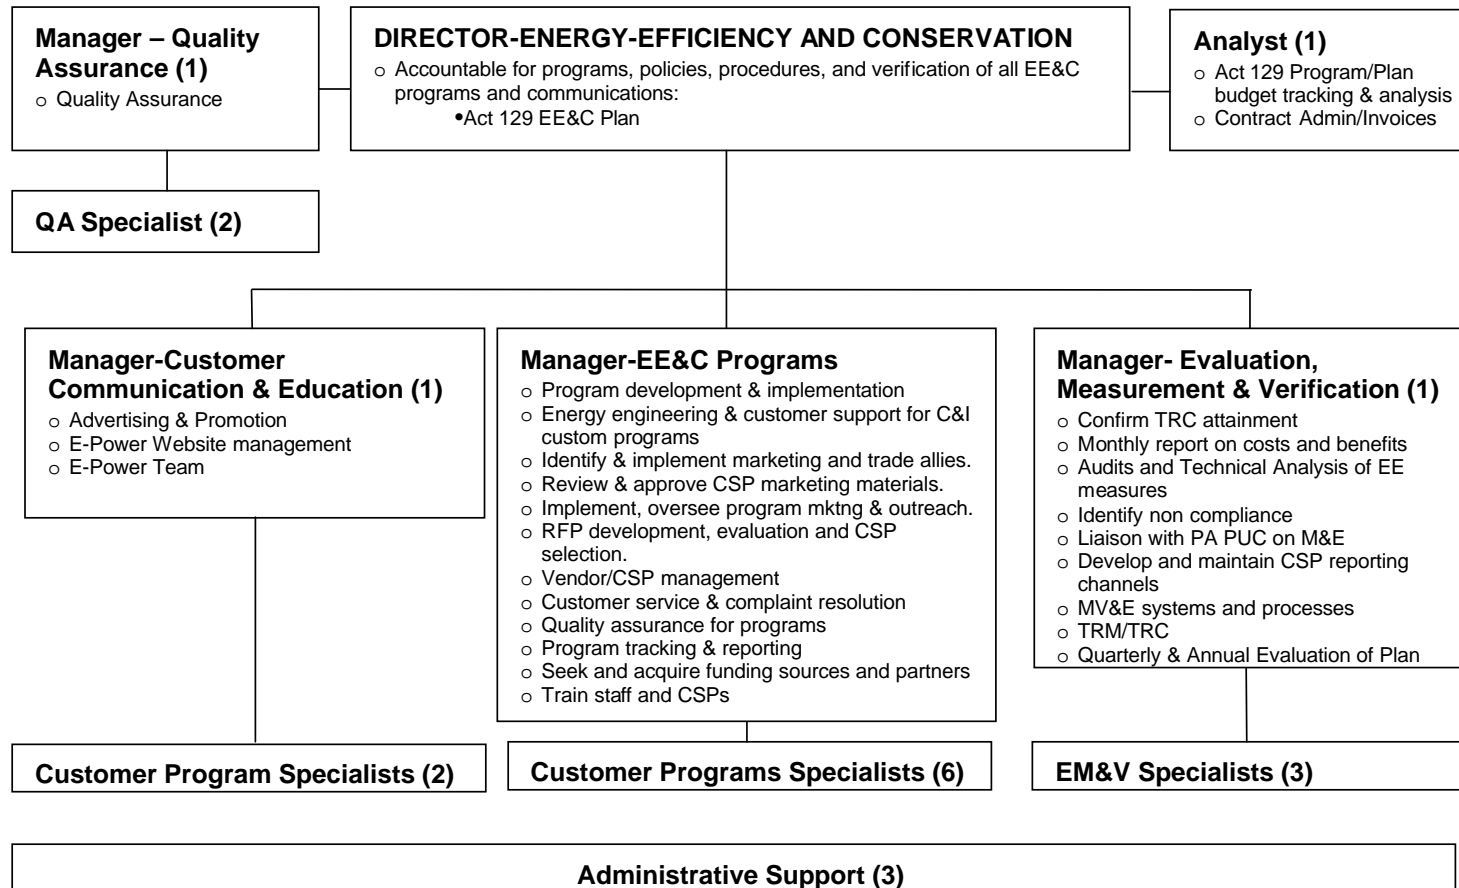 Manager – Quality
Assurance (1)
o Quality Assurance
DIRECTOR-ENERGY-EFFICIENCY AND CONSERVATION
o Accountable for programs, policies, procedures, and verification of all EE&C
programs and communications:
•Act 129 EE&C Plan
Analyst (1)
o Act 129 Program/Plan
budget tracking & analysis
o Contract Admin/Invoices
QA Specialist (2)
Manager-Customer
Communication & Education (1)
o Advertising & Promotion
o E-Power Website management
o E-Power Team
Manager-EE&C Programs
o Program development & implementation
o Energy engineering & customer support for C&I
custom programs
o Identify & implement marketing and trade allies.
o Review & approve CSP marketing materials.
o Implement, oversee program mktng & outreach.
o RFP development, evaluation and CSP
selection.
o Vendor/CSP management
o Customer service & complaint resolution
o Quality assurance for programs
o Program tracking & reporting
o Seek and acquire funding sources and partners
o Train staff and CSPs
Manager- Evaluation,
Measurement & Verification (1)
o Confirm TRC attainment
o Monthly report on costs and benefits
o Audits and Technical Analysis of EE
measures
o Identify non compliance
o Liaison with PA PUC on M&E
o Develop and maintain CSP reporting
channels
o MV&E systems and processes
o TRM/TRC
o Quarterly & Annual Evaluation of Plan
Customer Program Specialists (2)
Customer Programs Specialists (6)
EM&V Specialists (3)
Administrative Support (3)